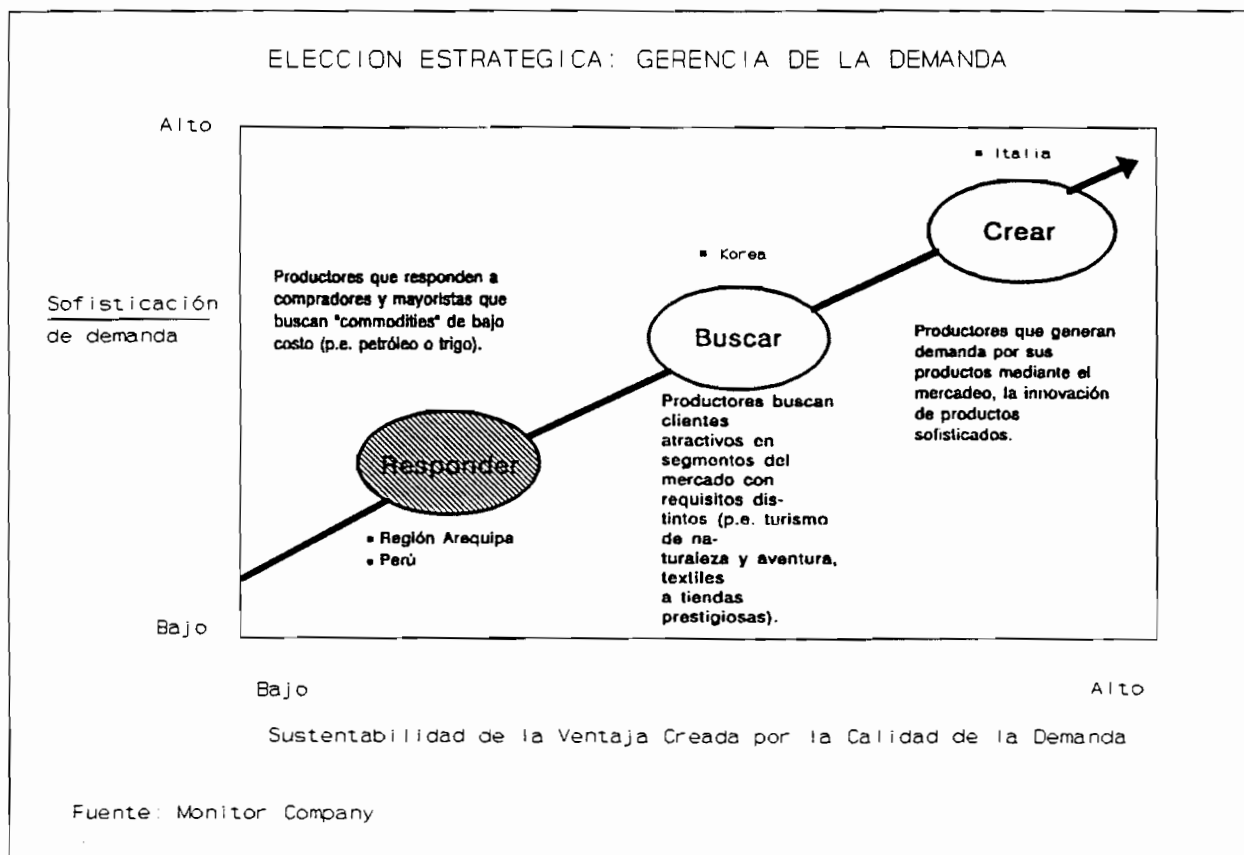 ELECCION ESTRATEGICA: GERENCIA DE LA DEMANDA
Alto
▪ Italia
Crear
▪ Korea
Productores que responden a
compradores y mayoristas que
buscan "commodities" de bajo
costo (p.e. petróleo o trigo).
Sofisticación
de demanda
Buscar
Productores que generan
demanda por sus
productos mediante el
mercadeo, la innovación
de productos
sofisticados.
Productores buscan
clientes
atractivos en
segmentos del
mercado con
requisitos dis-
tintos (p.e. turismo
de na-
turaleza y aventura,
textiles
a tiendas
prestigiosas).
Responder
▪ Región Arequipa
▪ Perú
Bajo
Bajo
Alto
Sustentabilidad de la Ventaja Creada por la Calidad de la Demanda
Fuente: Monitor Company